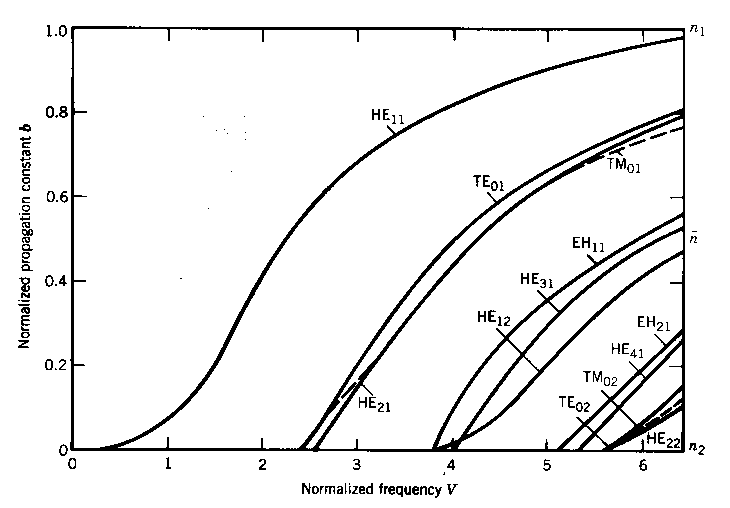 1.0
n1
HE11
0.8
TE01
TM01
0.6
EH11
n̄
HE31
0.4
HE12
EH21
HE41
0.2
TM02
TE02
HE21
HE22
0
n2
0 1 2 3 4 5 6
Normalized propagation constant b
Normalized frequency V